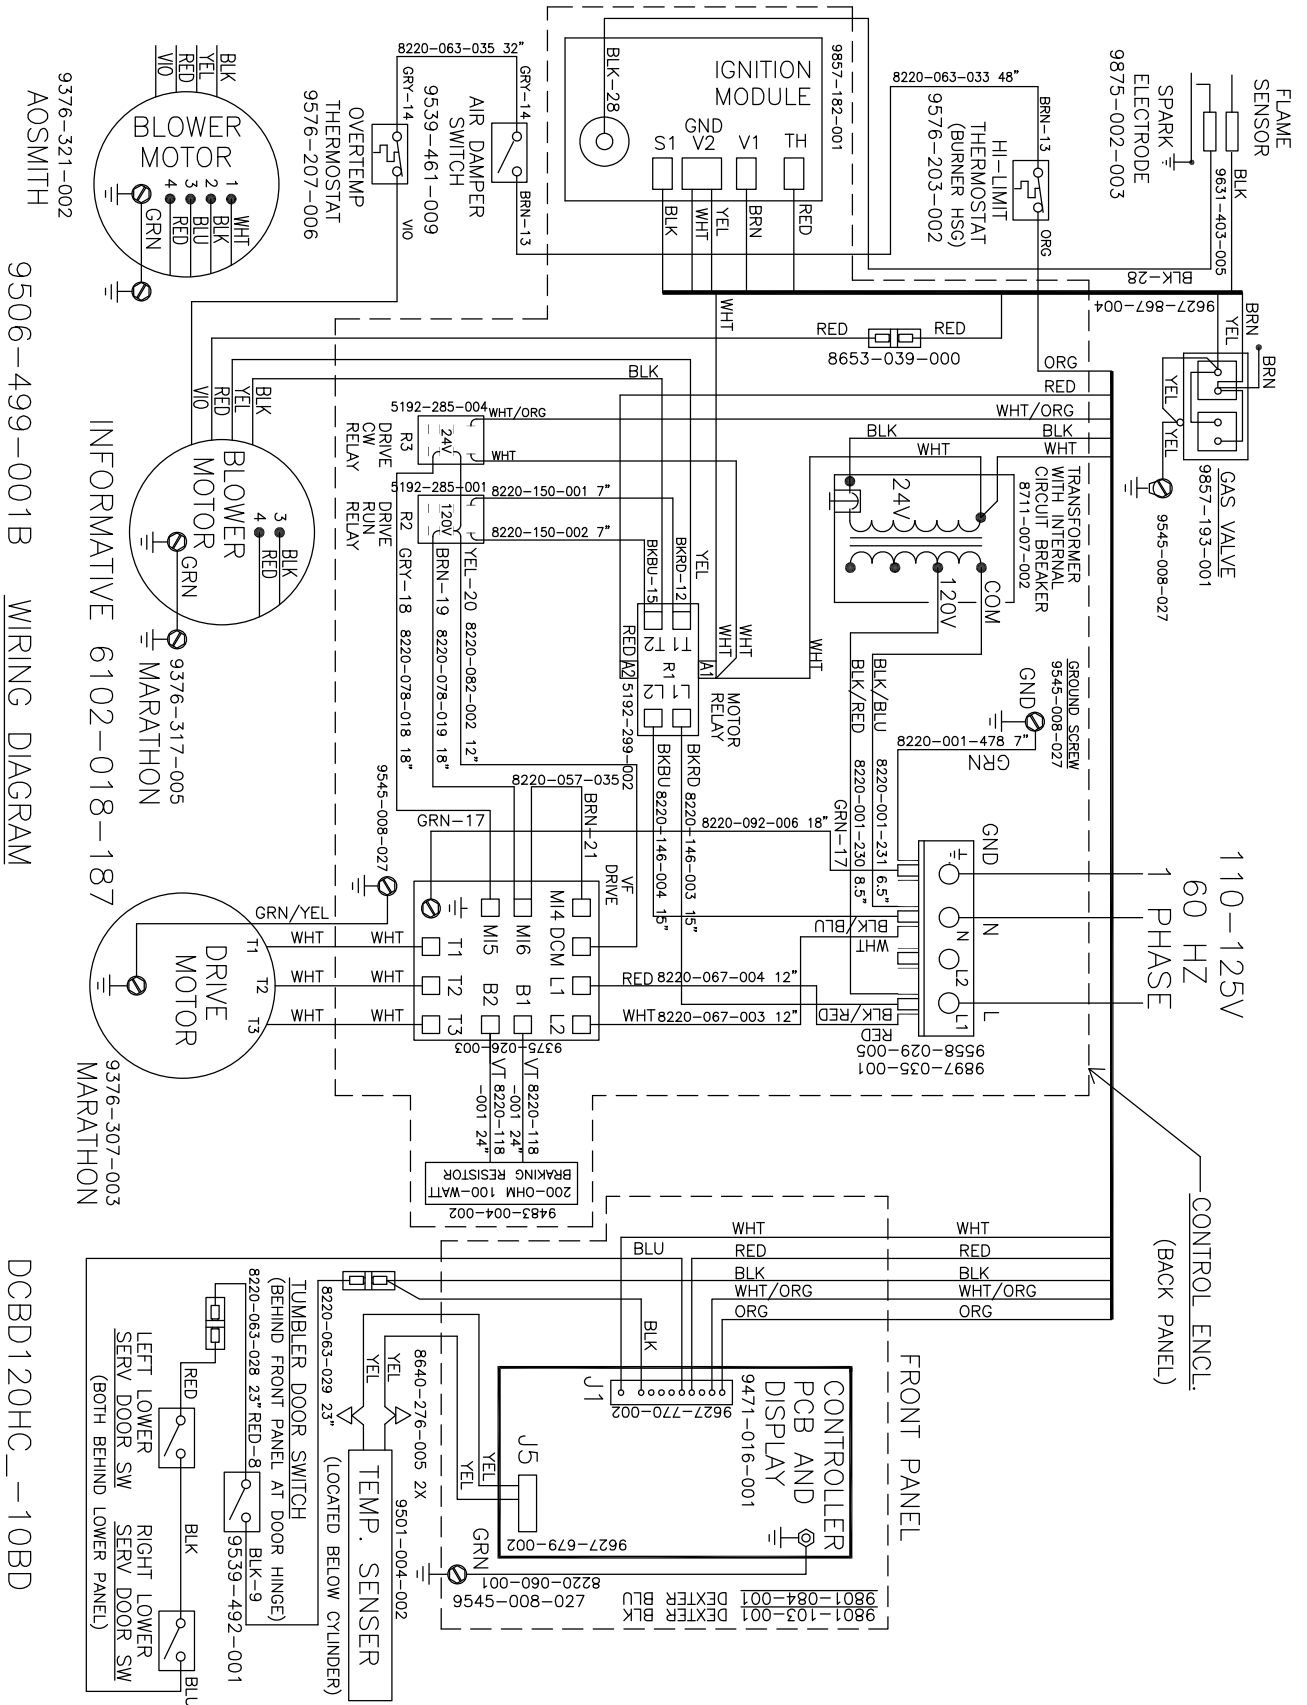 FLAME
SENSOR
BLK
9631-403-005
SPARK
ELECTRODE
9875-002-003
BLK-28
BRN
BRN
YEL
YEL
YEL
GAS VALVE
9857-193-001
9545-008-027
9627-867-004
8220-063-033 48"
BRN-13
HI-LIMIT
THERMOSTAT
(BURNER HSG)
9576-203-002
ORG
9857-182-001
IGNITION
MODULE
BLK-28
S1
GND
V2
V1
TH
BLK
WHT
YEL
BRN
RED
8220-063-035 32"
GRY-14
GRY-14
AIR DAMPER
SWITCH
9539-461-009
BRN-13
OVERTEMP
THERMOSTAT
9576-207-006
VIO
BLK
YEL
RED
VIO
BLOWER
MOTOR
1
2
3
4
WHT
BLK
BLU
RED
GRN
9376-321-002
AOSMITH
WHT
RED
RED
8653-039-000
BLK
VIO
RED
YEL
BLK
BLOWER
MOTOR
3
4
BLK
RED
GRN
9376-317-005
MARATHON
ORG
RED
WHT/ORG
BLK
WHT
BLK
WHT
24V
TRANSFORMER
WITH INTERNAL
CIRCUIT BREAKER
8711-007-002
COM
120V
WHT
BLK/BLU
BLK/RED
5192-285-004
WHT/ORG
24V
WHT
R3
DRIVE
CW
RELAY
5192-285-001
120V
R2
DRIVE
RUN
RELAY
8220-150-001 7"
8220-150-002 7"
BKRD-12
BKBU-15
YEL
WHT
WHT
T1
T2
R1
L1
L2
A1
A2
RED
MOTOR
RELAY
5192-299-002
YEL-20 8220-082-002 12"
BRN-19 8220-078-019 18"
GRY-18 8220-078-018 18"
BKRD 8220-146-003 15"
BKBU 8220-146-004 15"
8220-057-035
BRN-21
GRN-17
8220-092-006 18"
GRN-17
9545-008-027
GROUND SCREW
9545-008-027
GND
8220-001-478 7"
GRN
8220-001-231 6.5"
8220-001-230 8.5"
110-125V
60 HZ
1 PHASE
GND
N
L
N
L2
L1
BLK/BLU
WHT
BLK/RED
RED
9558-029-005
9897-035-001
VF
DRIVE
MI4
DCM
L1
L2
MI6
MI5
B1
B2
T1
T2
T3
RED 8220-067-004 12"
WHT 8220-067-003 12"
9375-026-003
GRN/YEL
WHT
WHT
WHT
WHT
WHT
WHT
T1
T2
T3
DRIVE
MOTOR
9376-307-003
MARATHON
VT 8220-118
-001 24"
VT 8220-118
-001 24"
200-OHM 100-WATT
BRAKING RESISTOR
9483-004-002
CONTROL ENCL.
(BACK PANEL)
WHT
RED
BLK
WHT/ORG
ORG
WHT
RED
BLK
WHT/ORG
ORG
BLU
BLK
FRONT PANEL
CONTROLLER
PCB AND
DISPLAY
9471-016-001
J1
9627-770-002
J5
9627-679-002
YEL
YEL
GRN
8220-060-001
9545-008-027
9801-084-001 DEXTER BLU
9801-103-001 DEXTER BLK
8640-276-005 2X
YEL
YEL
TEMP. SENSER
9501-004-002
(LOCATED BELOW CYLINDER)
8220-063-029 23"
TUMBLER DOOR SWITCH
(BEHIND FRONT PANEL AT DOOR HINGE)
8220-063-028 23"
RED-8
BLK-9
9539-492-001
RED
BLK
BLU
LEFT LOWER
SERV DOOR SW
RIGHT LOWER
SERV DOOR SW
(BOTH BEHIND LOWER PANEL)
INFORMATIVE 6102-018-187
9506-499-001B WIRING DIAGRAM
DCBD120HC_-10BD